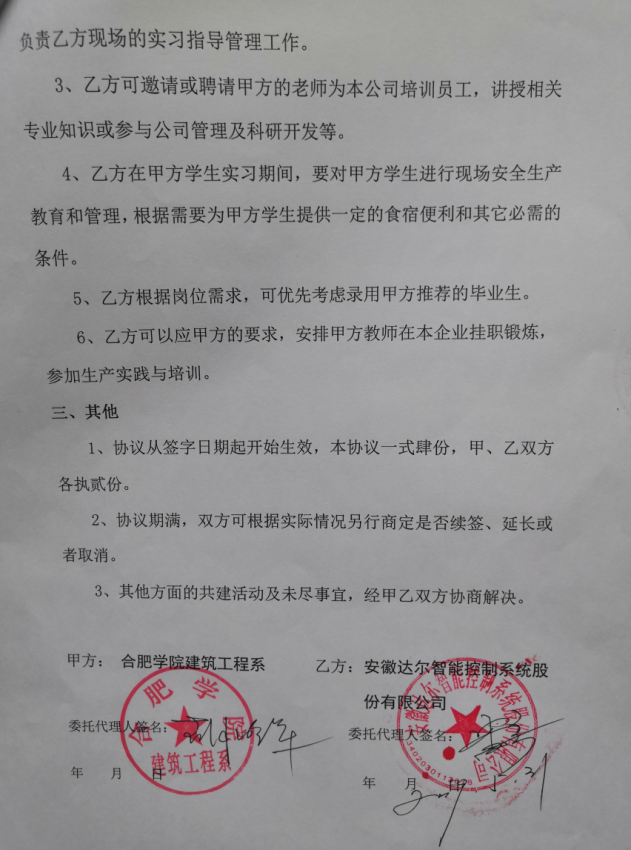 负责乙方现场的实习指导管理工作。
3、乙方可邀请或聘请甲方的老师为本公司培训员工，讲授相关
专业知识或参与公司管理及科研开发等。
4、乙方在甲方学生实习期间，要对甲方学生进行现场安全生产
教育和管理，根据需要为甲方学生提供一定的食宿便利和其它必需的
条件。
5、乙方根据岗位需求，可优先考虑录用甲方推荐的毕业生。
6、乙方可以应甲方的要求，安排甲方教师在本企业挂职锻炼，
参加生产实践与培训。
三、其他
1、协议从签字日期起开始生效，本协议一式肆份，甲、乙双方
各执贰份。
2、协议期满，双方可根据实际情况另行商定是否续签、延长或
者取消。
3、其他方面的共建活动及未尽事宜，经甲乙双方协商解决。
甲方：合肥学院建筑工程系
委托代理人签名：
年 月 日
合肥学院
建筑工程系
乙方：安徽达尔智能控制系统股
份有限公司
委托代理人签名：
年 月 日
安徽达尔智能控制系统股份有限公司